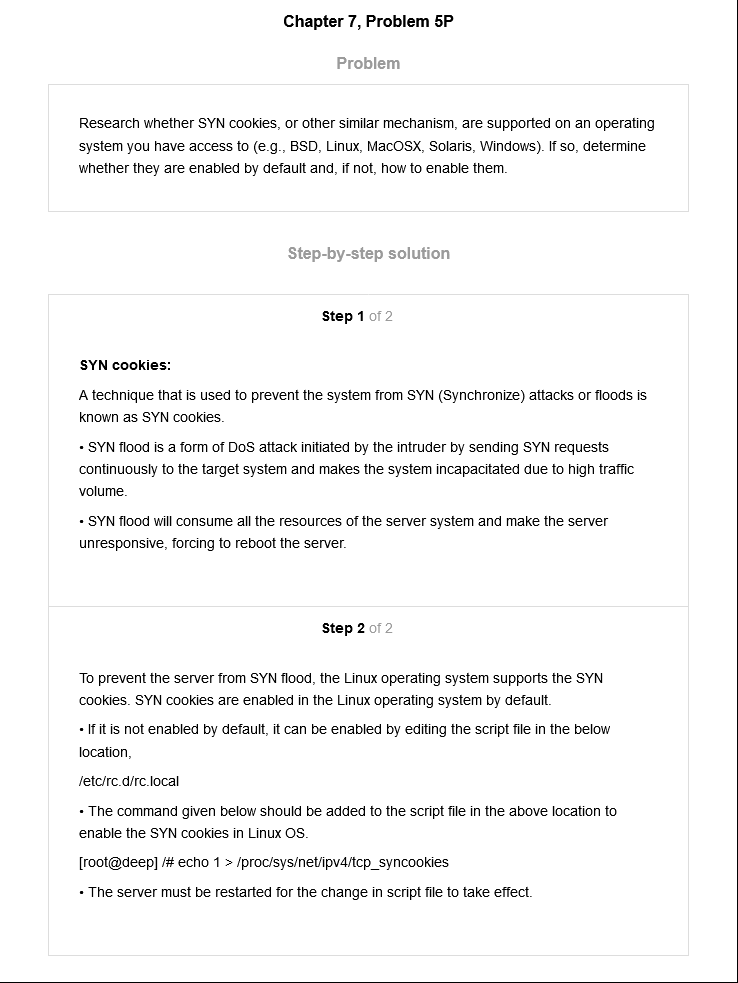 Chapter 7, Problem 5P
Problem
Research whether SYN cookies, or other similar mechanism, are supported on an operating
system you have access to (e.g., BSD, Linux, MacOSX, Solaris, Windows). If so, determine
whether they are enabled by default and, if not, how to enable them.
Step-by-step solution
Step 1 of 2
SYN cookies:
A technique that is used to prevent the system from SYN (Synchronize) attacks or floods is
known as SYN cookies.
• SYN flood is a form of DoS attack initiated by the intruder by sending SYN requests
continuously to the target system and makes the system incapacitated due to high traffic
volume.
• SYN flood will consume all the resources of the server system and make the server
unresponsive, forcing to reboot the server.
Step 2 of 2
To prevent the server from SYN flood, the Linux operating system supports the SYN
cookies. SYN cookies are enabled in the Linux operating system by default.
• If it is not enabled by default, it can be enabled by editing the script file in the below
location,
/etc/rc.d/rc.local
• The command given below should be added to the script file in the above location to
enable the SYN cookies in Linux OS.
[root@deep] /# echo 1 > /proc/sys/net/ipv4/tcp_syncookies
• The server must be restarted for the change in script file to take effect.